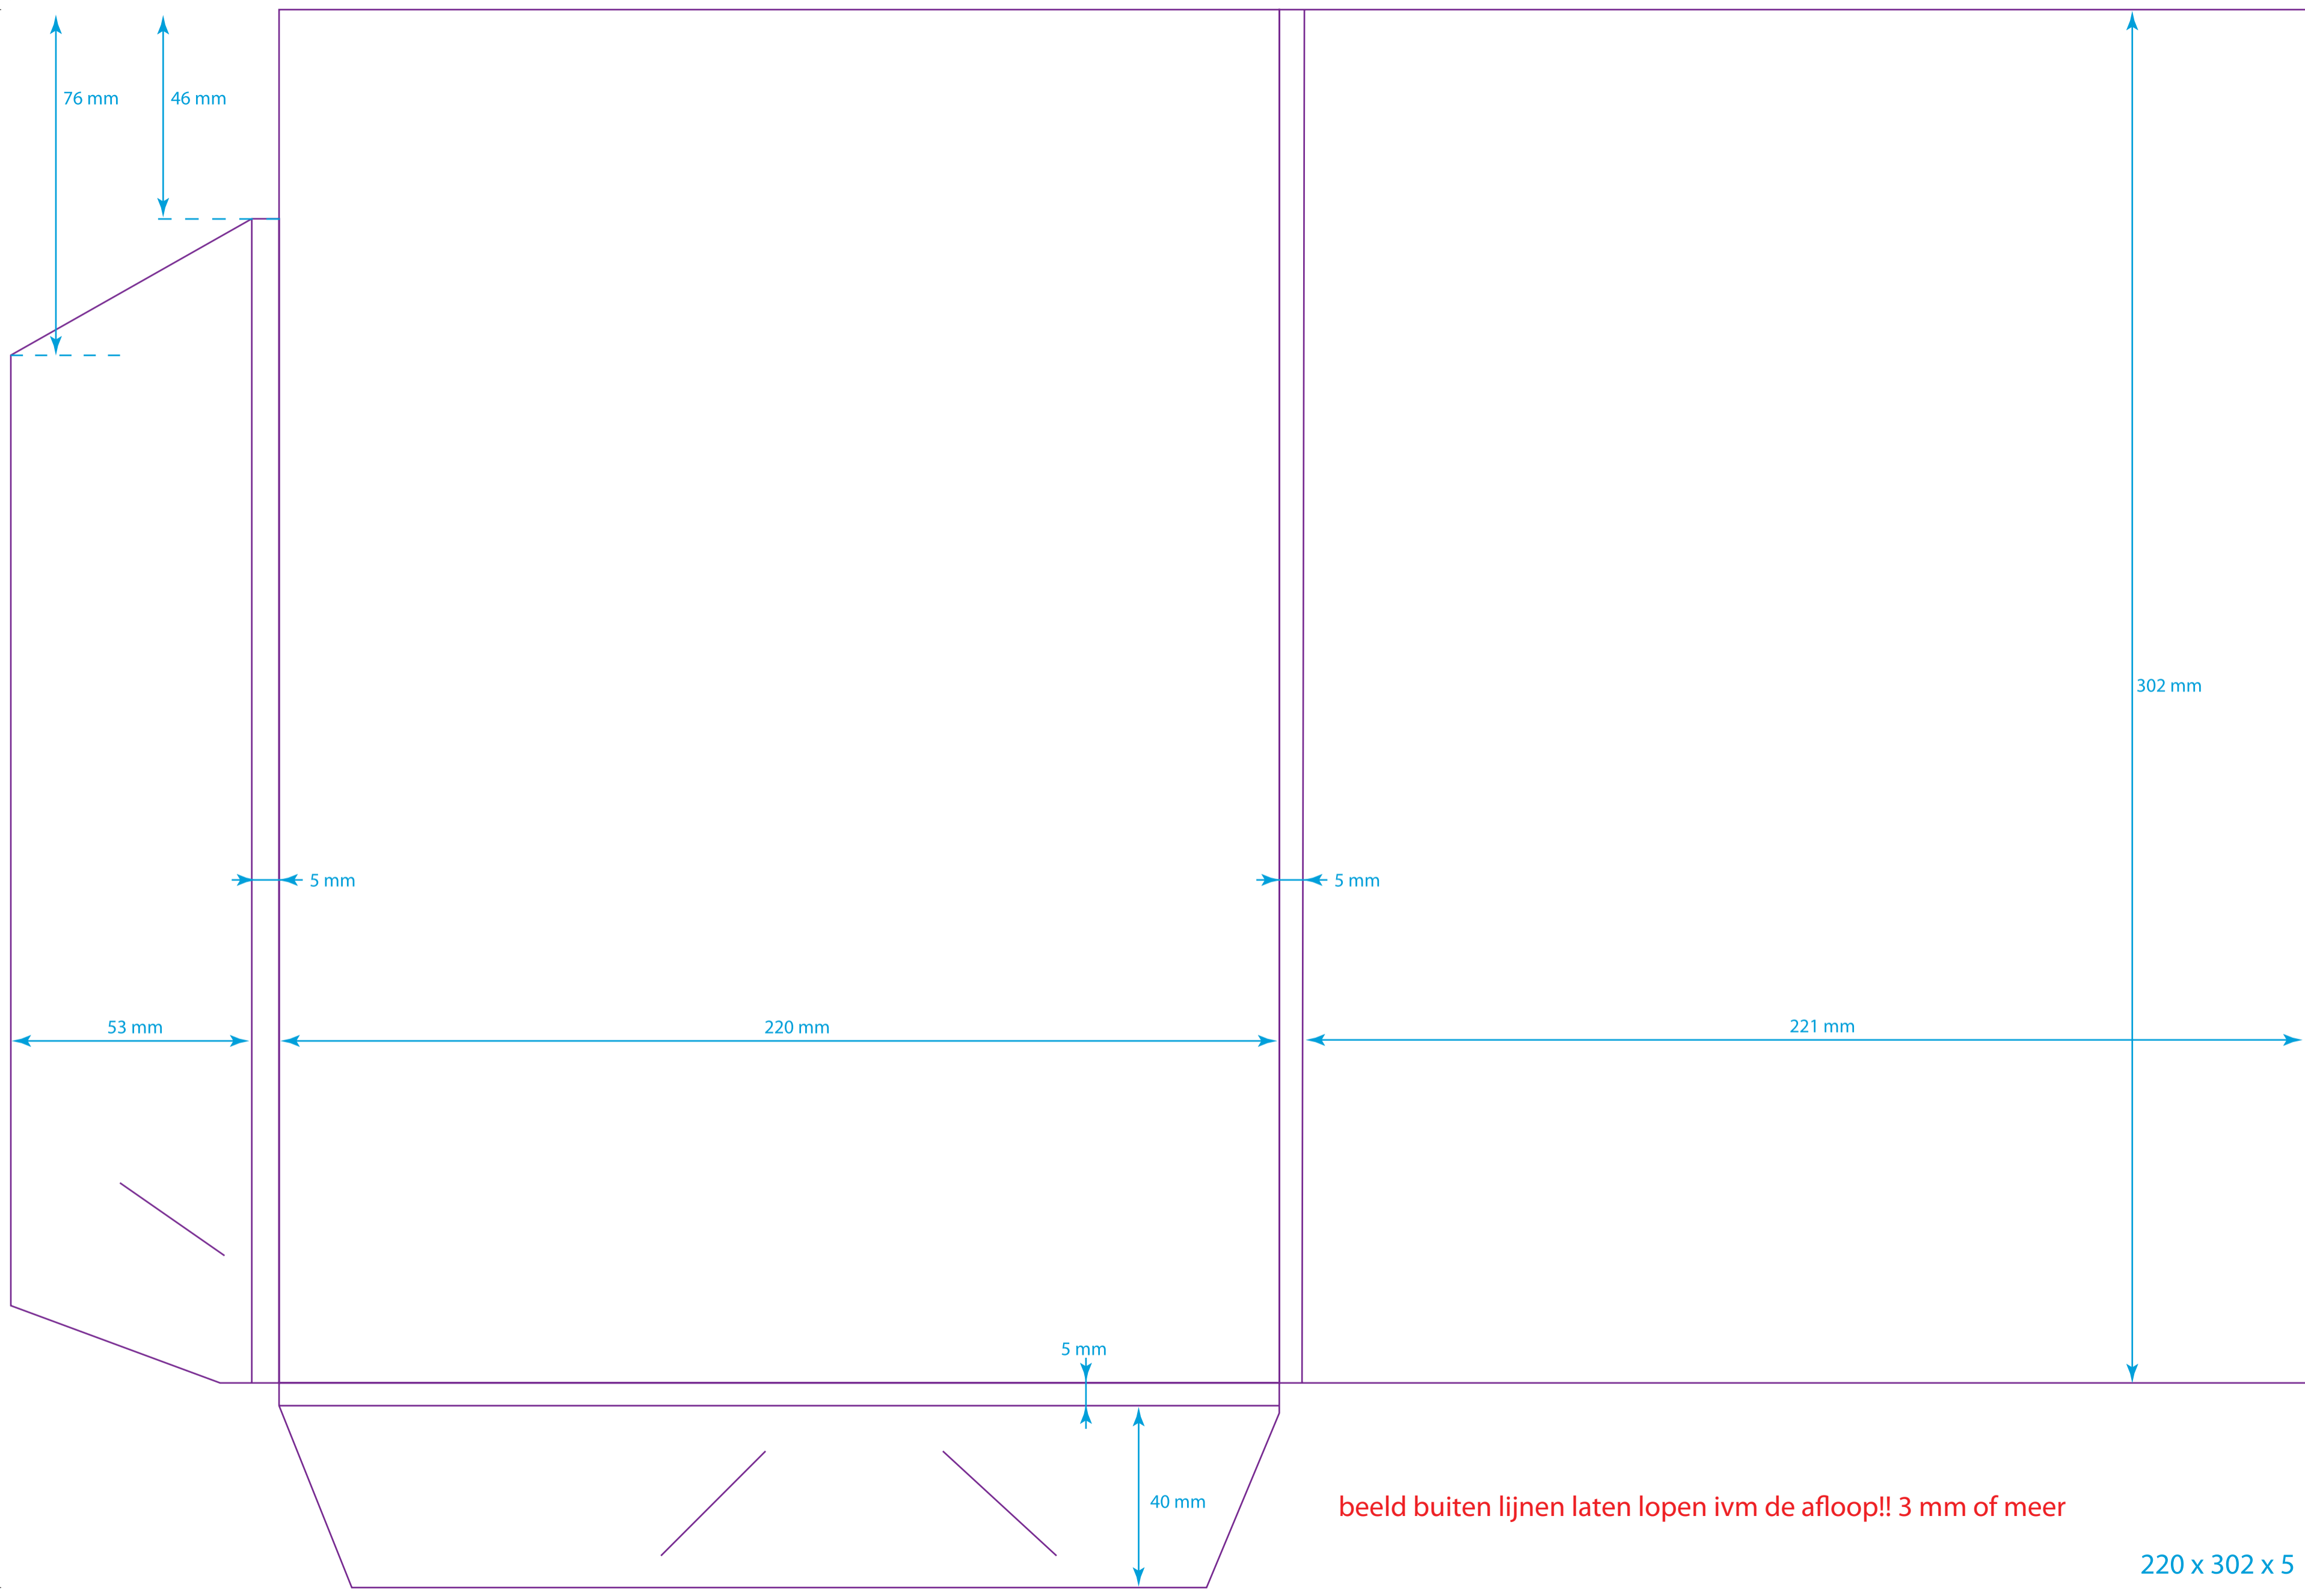 76 mm
46 mm
302 mm
5 mm
5 mm
53 mm
220 mm
221 mm
5 mm
40 mm
beeld buiten lijnen laten lopen ivm de afloop!! 3 mm of meer
220 x 302 x 5